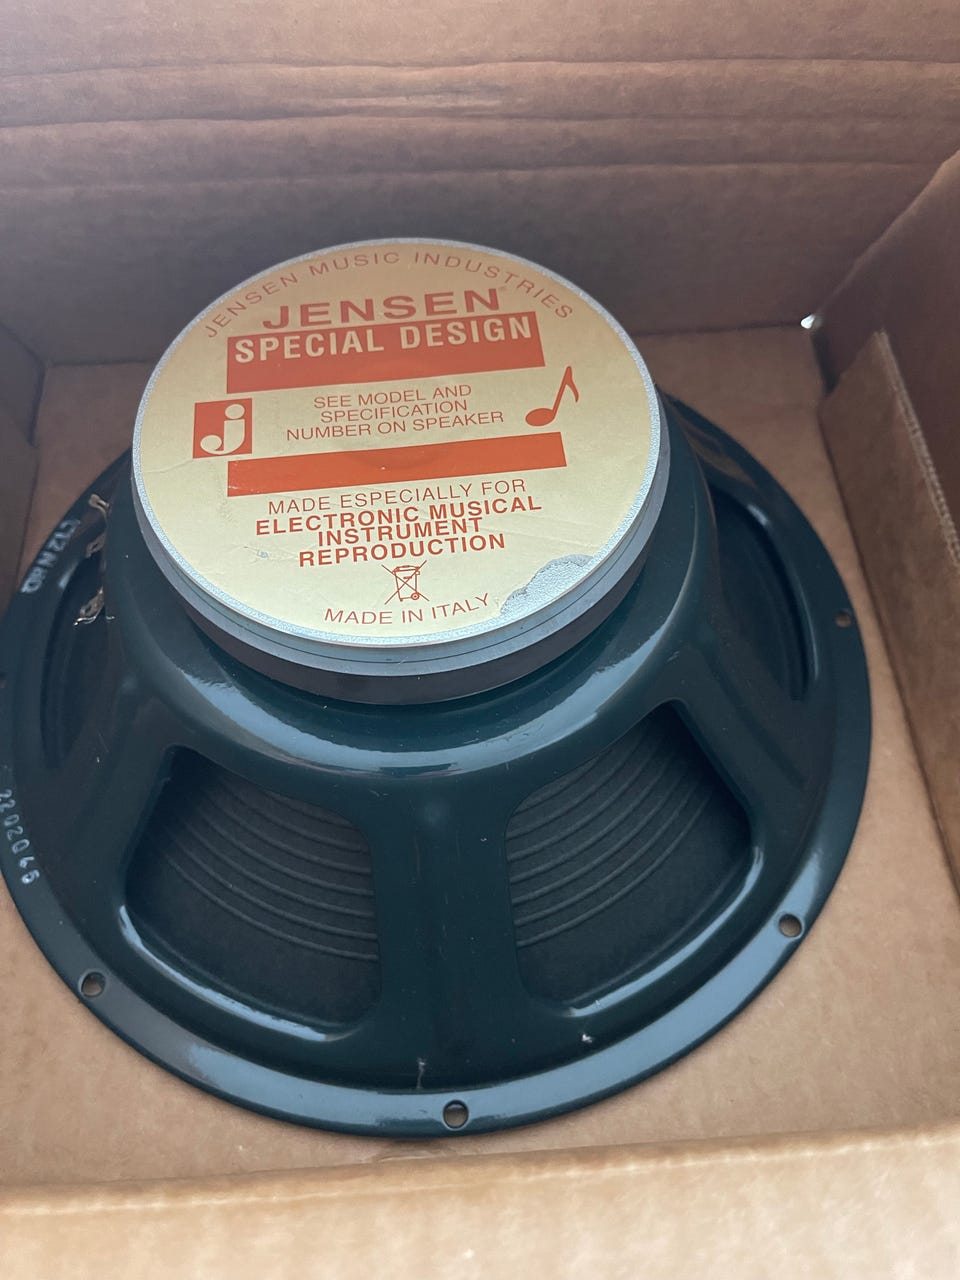 JENSEN MUSIC INDUSTRIES
JENSEN®
SPECIAL DESIGN
j
SEE MODEL AND
SPECIFICATION
NUMBER ON SPEAKER
MADE ESPECIALLY FOR
ELECTRONIC MUSICAL
INSTRUMENT
REPRODUCTION
MADE IN ITALY